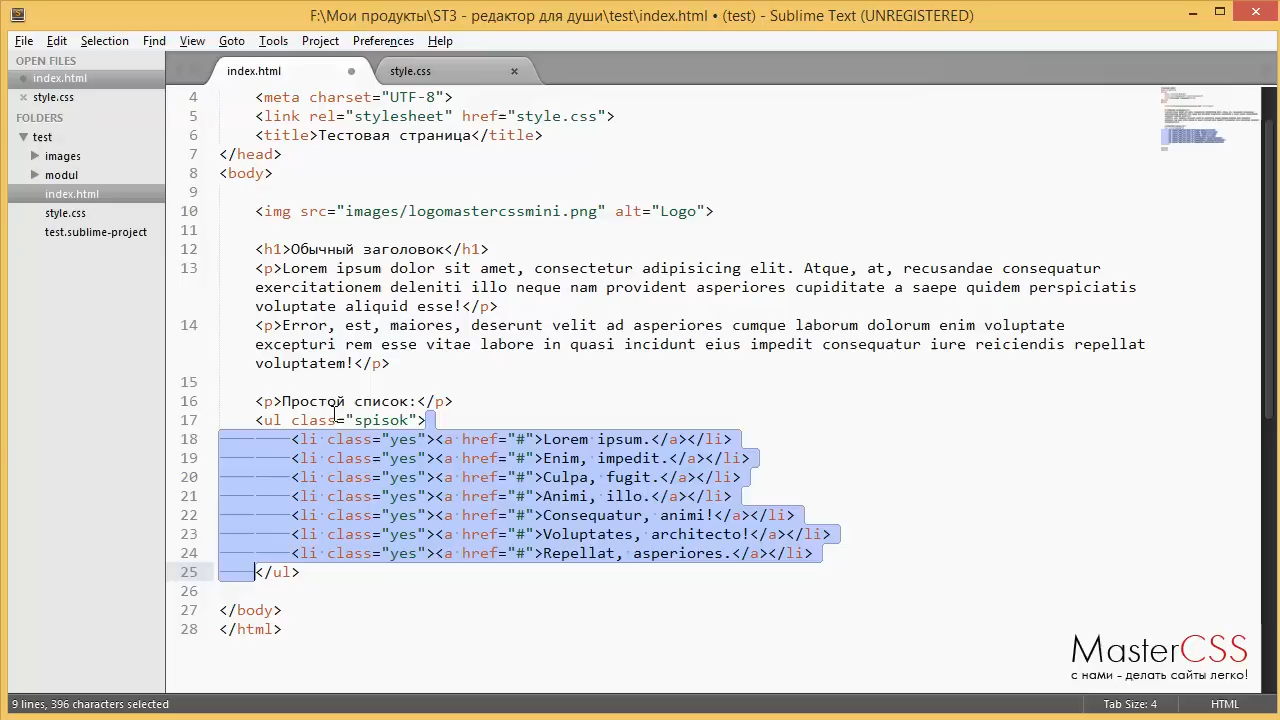 F:\Мои продукты\ST3 - редактор для души\test\index.html • (test) - Sublime Text (UNREGISTERED)
File Edit Selection Find View Goto Tools Project Preferences Help
OPEN FILES
index.html
style.css
FOLDERS
test
images
modul
index.html
style.css
test.sublime-project
index.html
style.css
4 <meta charset="UTF-8">
5 <link rel="stylesheet" href="style.css">
6 <title>Тестовая страница</title>
7 </head>
8 <body>
9
10 <img src="images/logomastercssmini.png" alt="Logo">
11
12 <h1>Обычный заголовок</h1>
13 <p>Lorem ipsum dolor sit amet, consectetur adipisicing elit. Atque, at, recusandae consequatur
exercitationem deleniti illo neque nam provident asperiores cupiditate a saepe quidem perspiciatis
voluptate aliquid esse!</p>
14 <p>Error, est, maiores, deserunt velit ad asperiores cumque laborum dolorum enim voluptate
excepturi rem esse vitae labore in quasi incidunt eius impedit consequatur iure reiciendis repellat
voluptatem!</p>
15
16 <p>Простой список:</p>
17 <ul class="spisok">
18 <li class="yes"><a href="#">Lorem ipsum.</a></li>
19 <li class="yes"><a href="#">Enim, impedit.</a></li>
20 <li class="yes"><a href="#">Culpa, fugit.</a></li>
21 <li class="yes"><a href="#">Animi, illo.</a></li>
22 <li class="yes"><a href="#">Consequatur, animi!</a></li>
23 <li class="yes"><a href="#">Voluptates, architecto!</a></li>
24 <li class="yes"><a href="#">Repellat, asperiores.</a></li>
25 </ul>
26
27 </body>
28 </html>
MasterCSS
с нами - делать сайты легко!
9 lines, 396 characters selected
Tab Size: 4
HTML